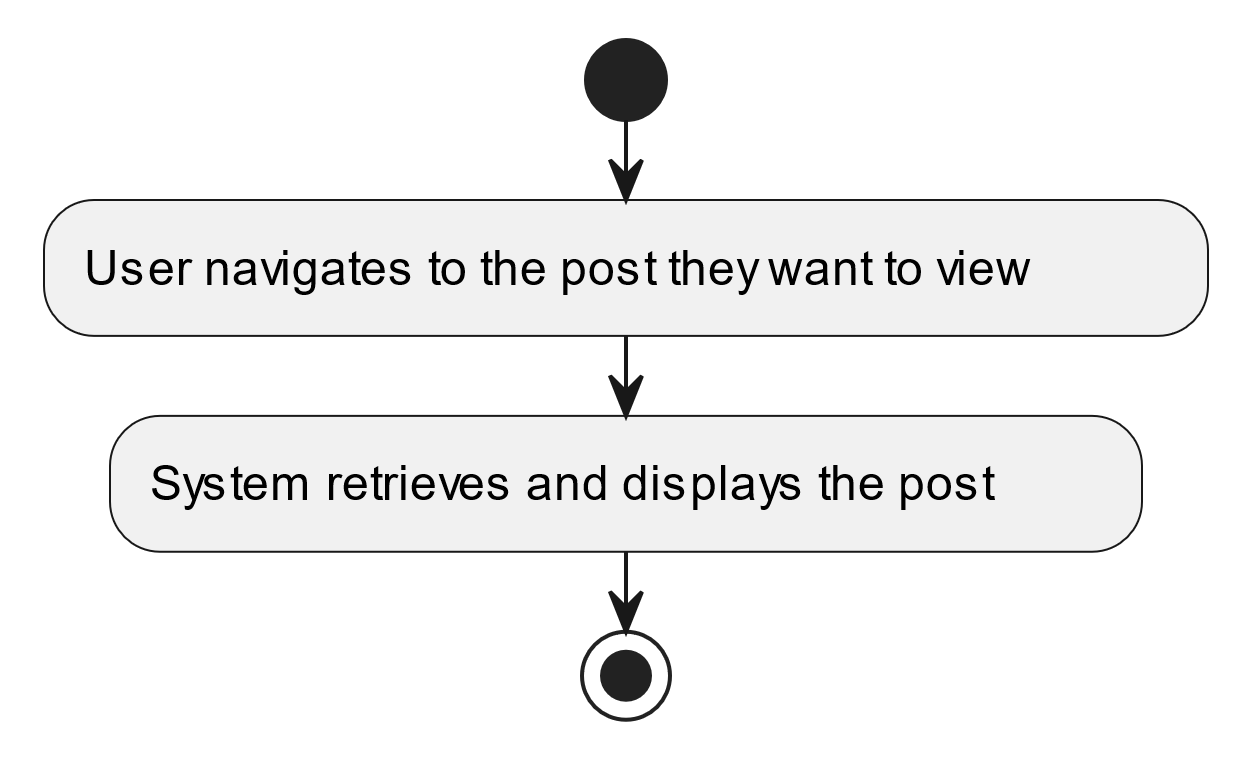 User navigates to the post they want to view
System retrieves and displays the post